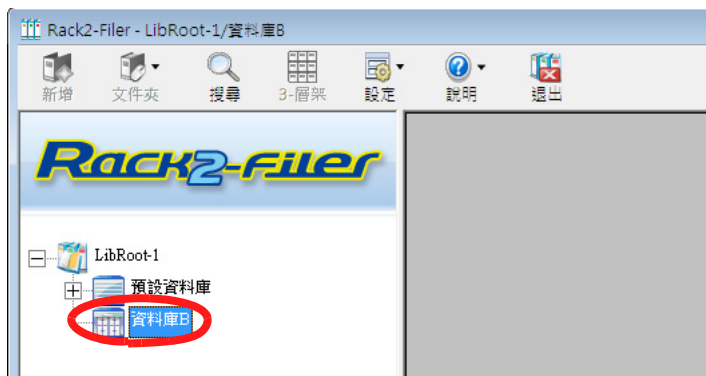 Rack2-Filer - LibRoot-1/資料庫B
新增 文件夾 搜尋 3-層架 設定 說明 退出
Rack2-Filer
LibRoot-1
預設資料庫
資料庫B